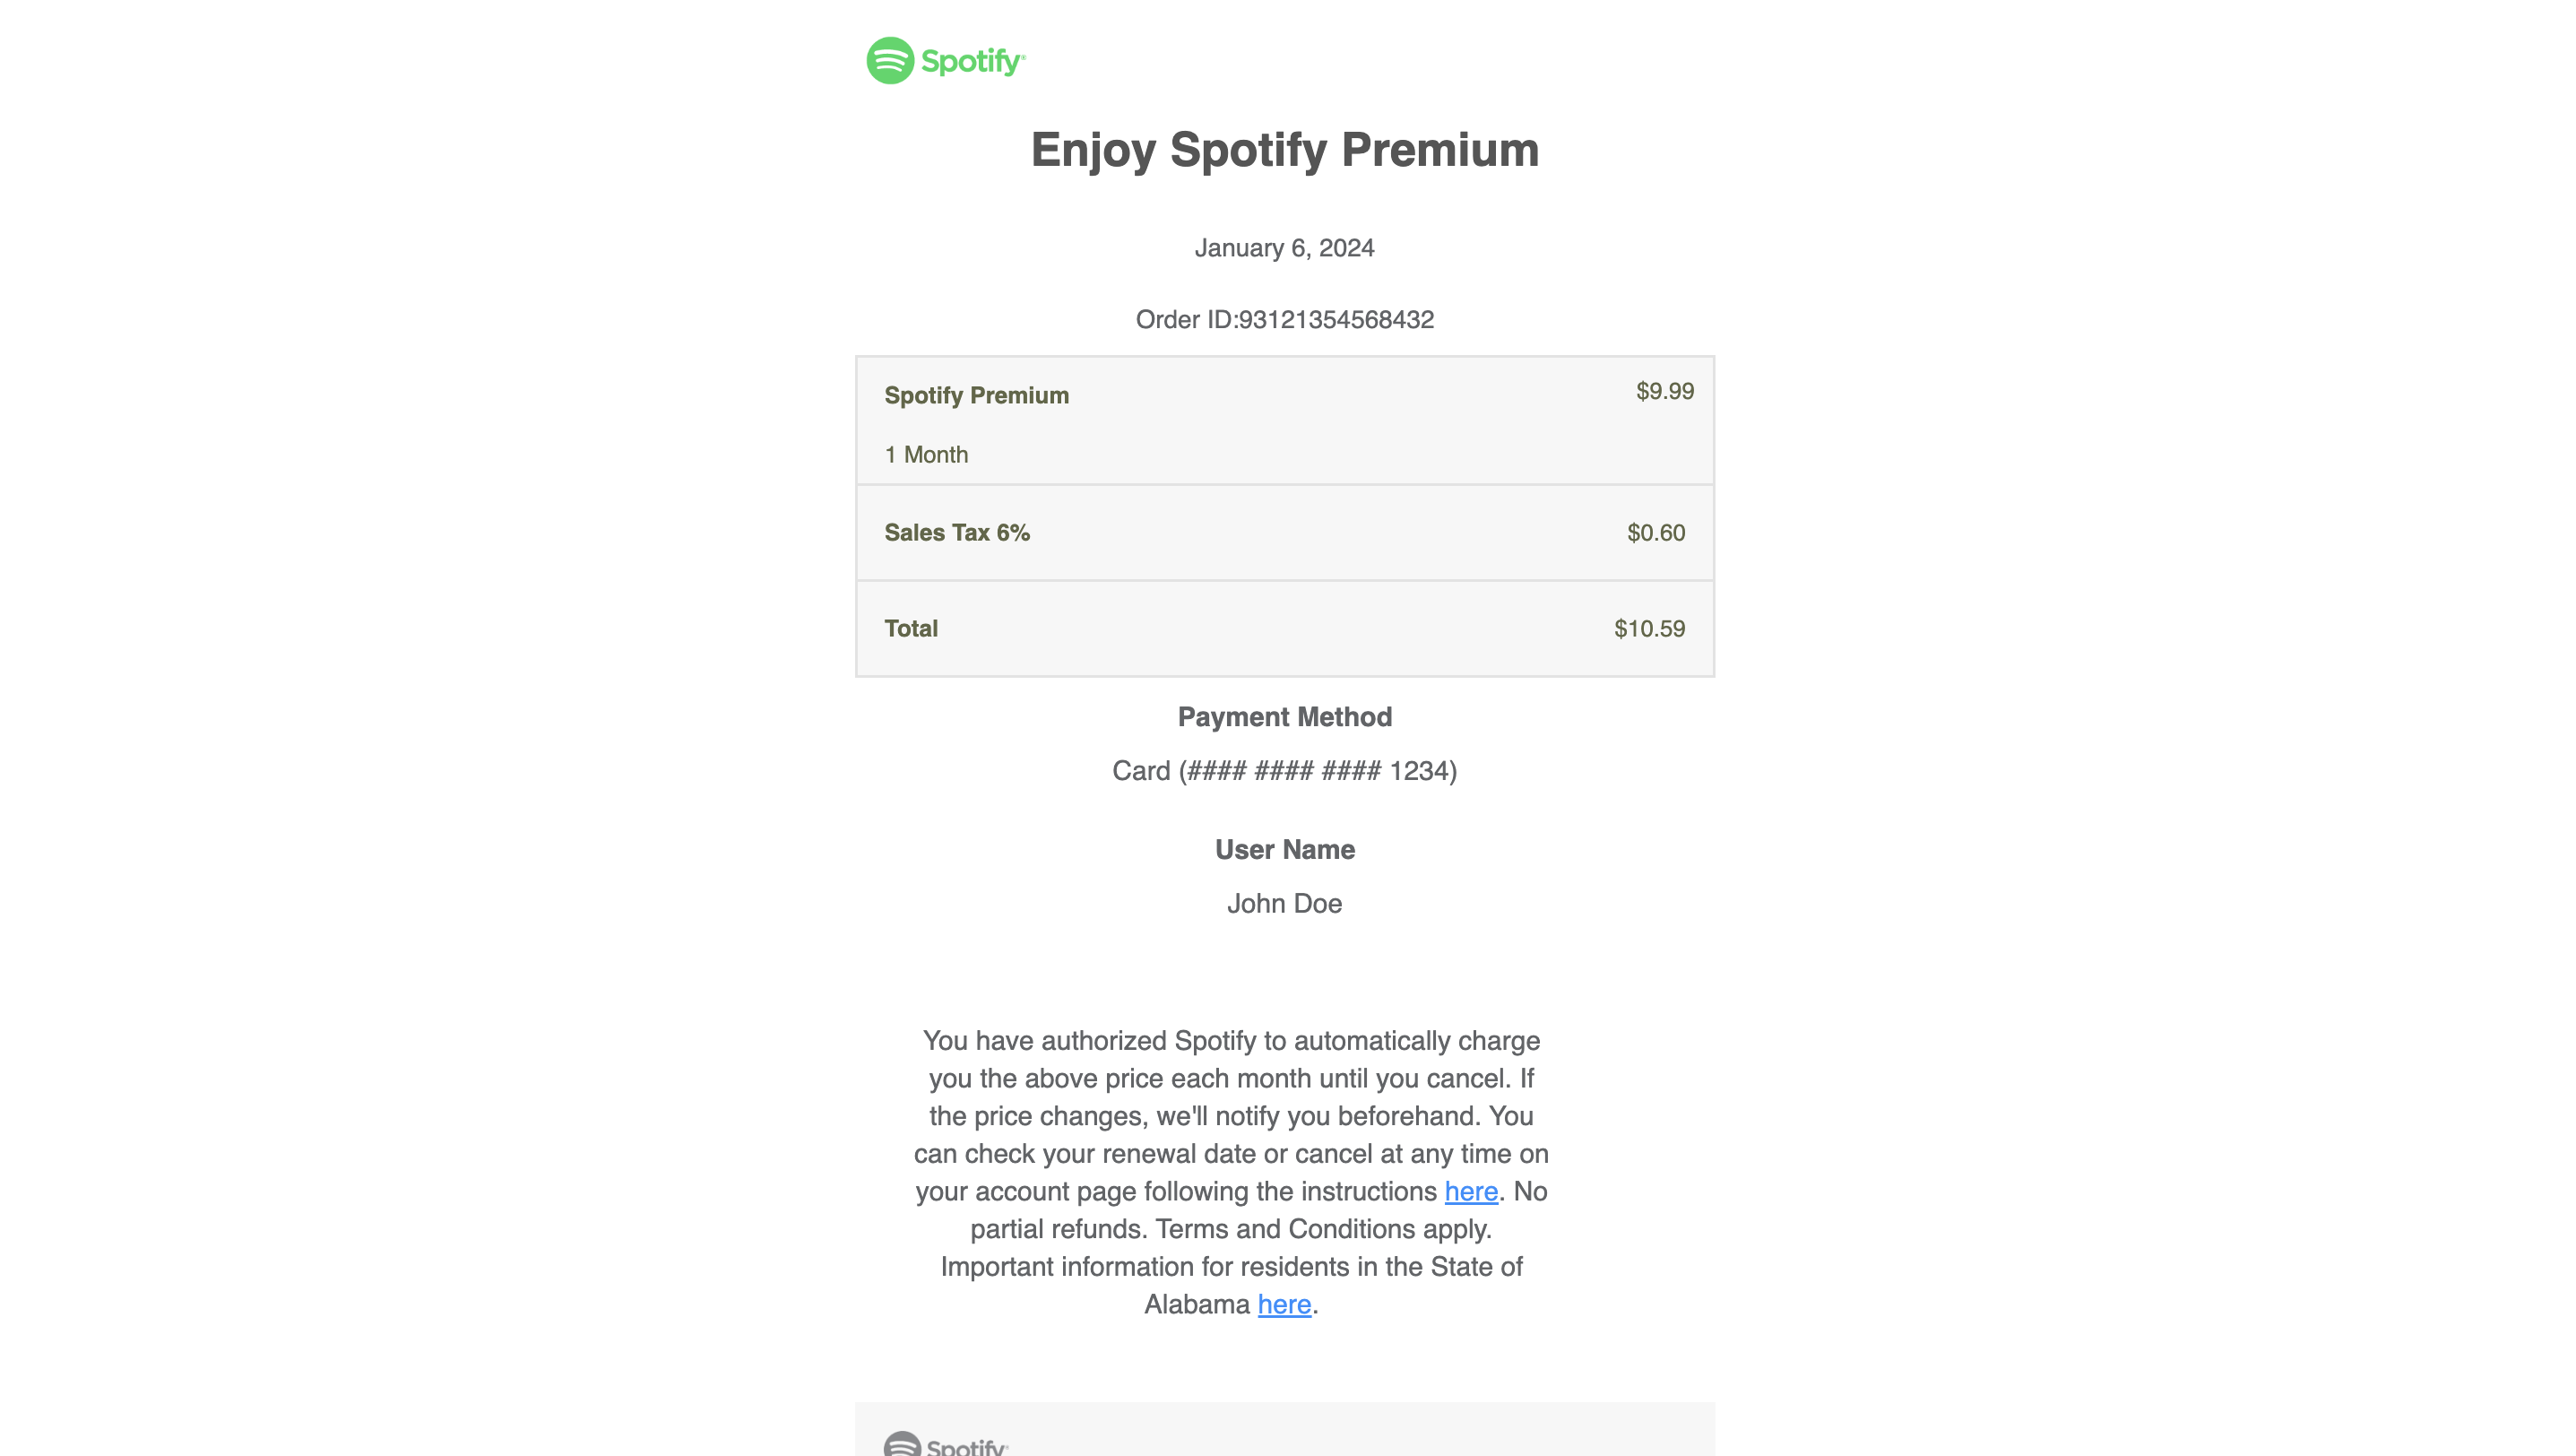 Spotify®
Enjoy Spotify Premium
January 6, 2024
Order ID:93121354568432
Spotify Premium $9.99
1 Month
Sales Tax 6% $0.60
Total $10.59
Payment Method
Card (#### #### #### 1234)
User Name
John Doe
You have authorized Spotify to automatically charge
you the above price each month until you cancel. If
the price changes, we'll notify you beforehand. You
can check your renewal date or cancel at any time on
your account page following the instructions here. No
partial refunds. Terms and Conditions apply.
Important information for residents in the State of
Alabama here.
Spotify®